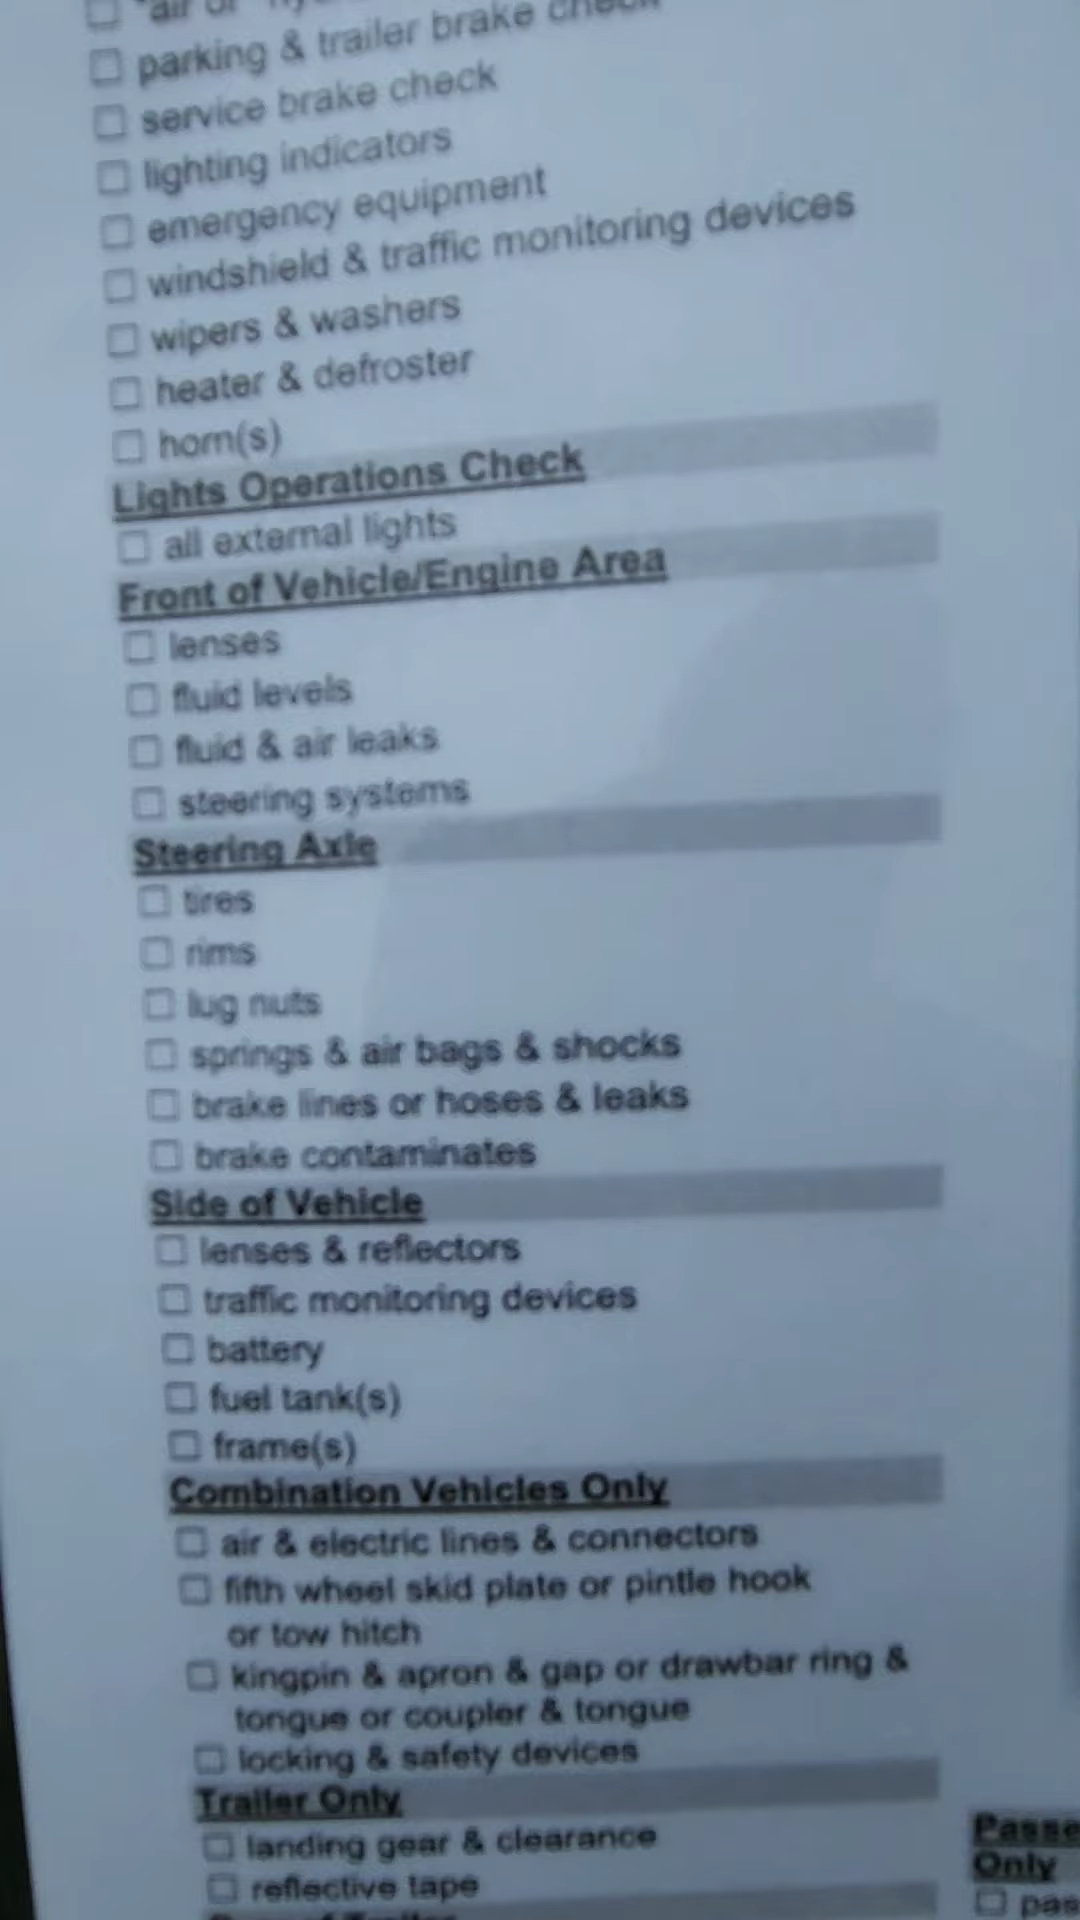 ☐ "air or
☐ parking & trailer brake check
☐ service brake check
☐ lighting indicators
☐ emergency equipment
☐ windshield & traffic monitoring devices
☐ wipers & washers
☐ heater & defroster
☐ horn(s)
Lights Operations Check
☐ all external lights
Front of Vehicle/Engine Area
☐ lenses
☐ fluid levels
☐ fluid & air leaks
☐ steering systems
Steering Axle
☐ tires
☐ rims
☐ lug nuts
☐ springs & air bags & shocks
☐ brake lines or hoses & leaks
☐ brake contaminates
Side of Vehicle
☐ lenses & reflectors
☐ traffic monitoring devices
☐ battery
☐ fuel tank(s)
☐ frame(s)
Combination Vehicles Only
☐ air & electric lines & connectors
☐ fifth wheel skid plate or pintle hook
or tow hitch
☐ kingpin & apron & gap or drawbar ring &
tongue or coupler & tongue
☐ locking & safety devices
Trailer Only
☐ landing gear & clearance
☐ reflective tape
Passe
Only
☐ pas